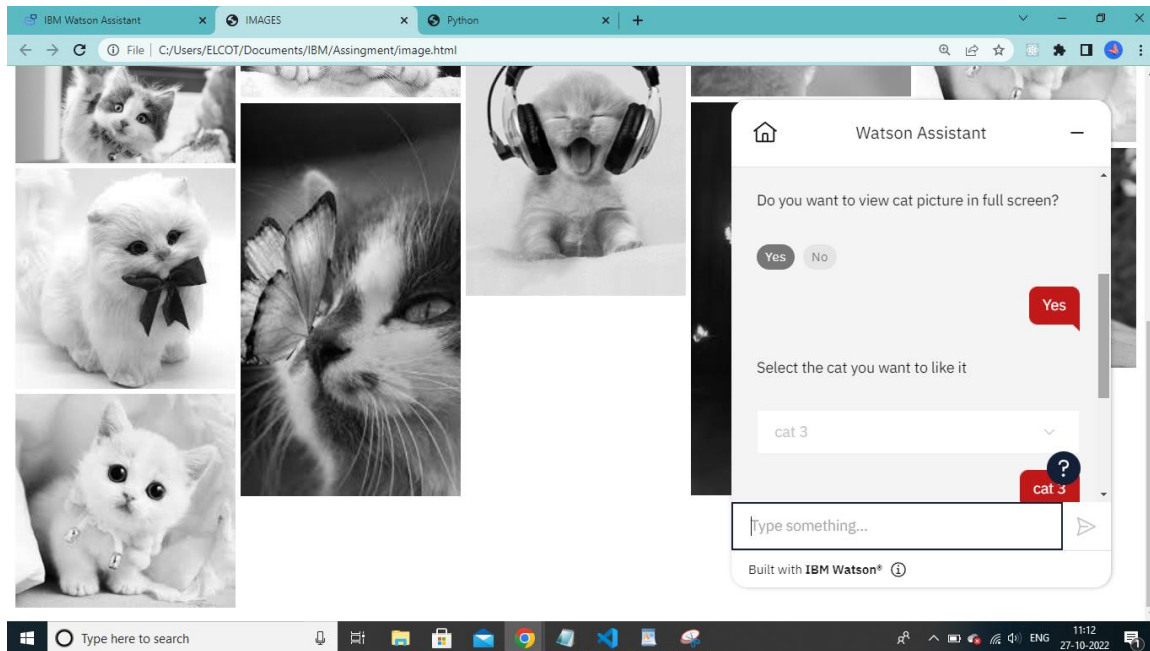 IBM Watson Assistant
IMAGES
Python
File | C:/Users/ELCOT/Documents/IBM/Assingment/image.html
Watson Assistant
Do you want to view cat picture in full screen?
Yes No
Yes
Select the cat you want to like it
cat 3
?
cat 3
Type something...
Built with IBM Watson®
Type here to search
ENG
11:12
27-10-2022
1